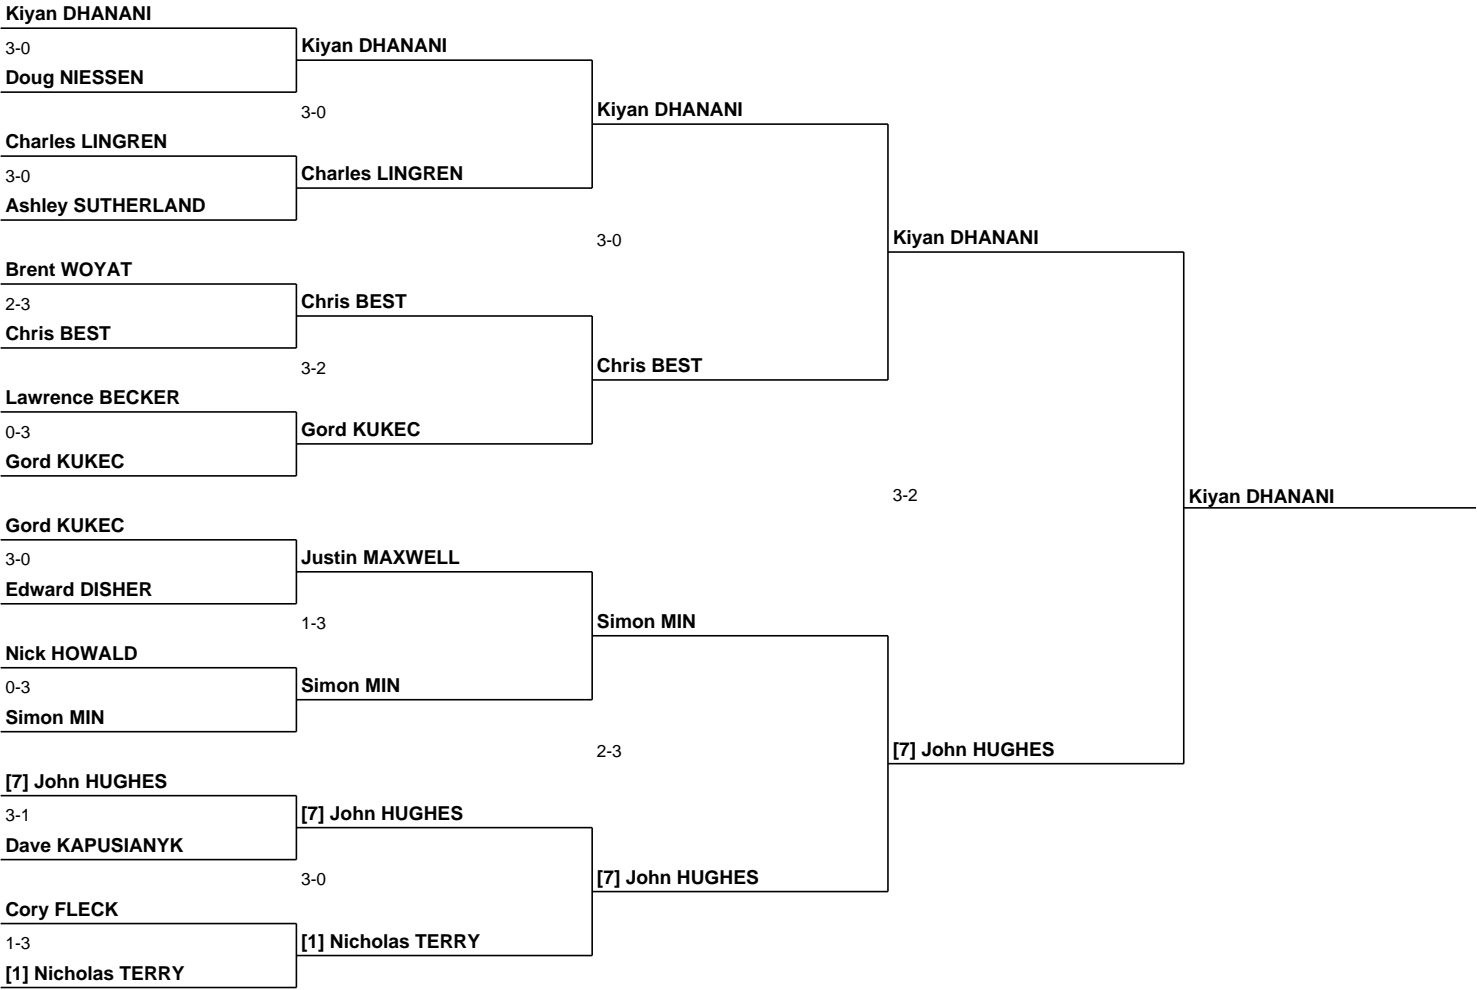 Kiyan DHANANI
3-0
Doug NIESSEN
Charles LINGREN
3-0
Ashley SUTHERLAND
Brent WOYAT
2-3
Chris BEST
Lawrence BECKER
0-3
Gord KUKEC
Gord KUKEC
3-0
Edward DISHER
Nick HOWALD
0-3
Simon MIN
[7] John HUGHES
3-1
Dave KAPUSIANYK
Cory FLECK
1-3
[1] Nicholas TERRY
Kiyan DHANANI
3-0
Charles LINGREN
Chris BEST
3-2
Gord KUKEC
Justin MAXWELL
1-3
Simon MIN
[7] John HUGHES
3-0
[1] Nicholas TERRY
Kiyan DHANANI
3-0
Chris BEST
Simon MIN
2-3
[7] John HUGHES
Kiyan DHANANI
3-2
[7] John HUGHES
Kiyan DHANANI